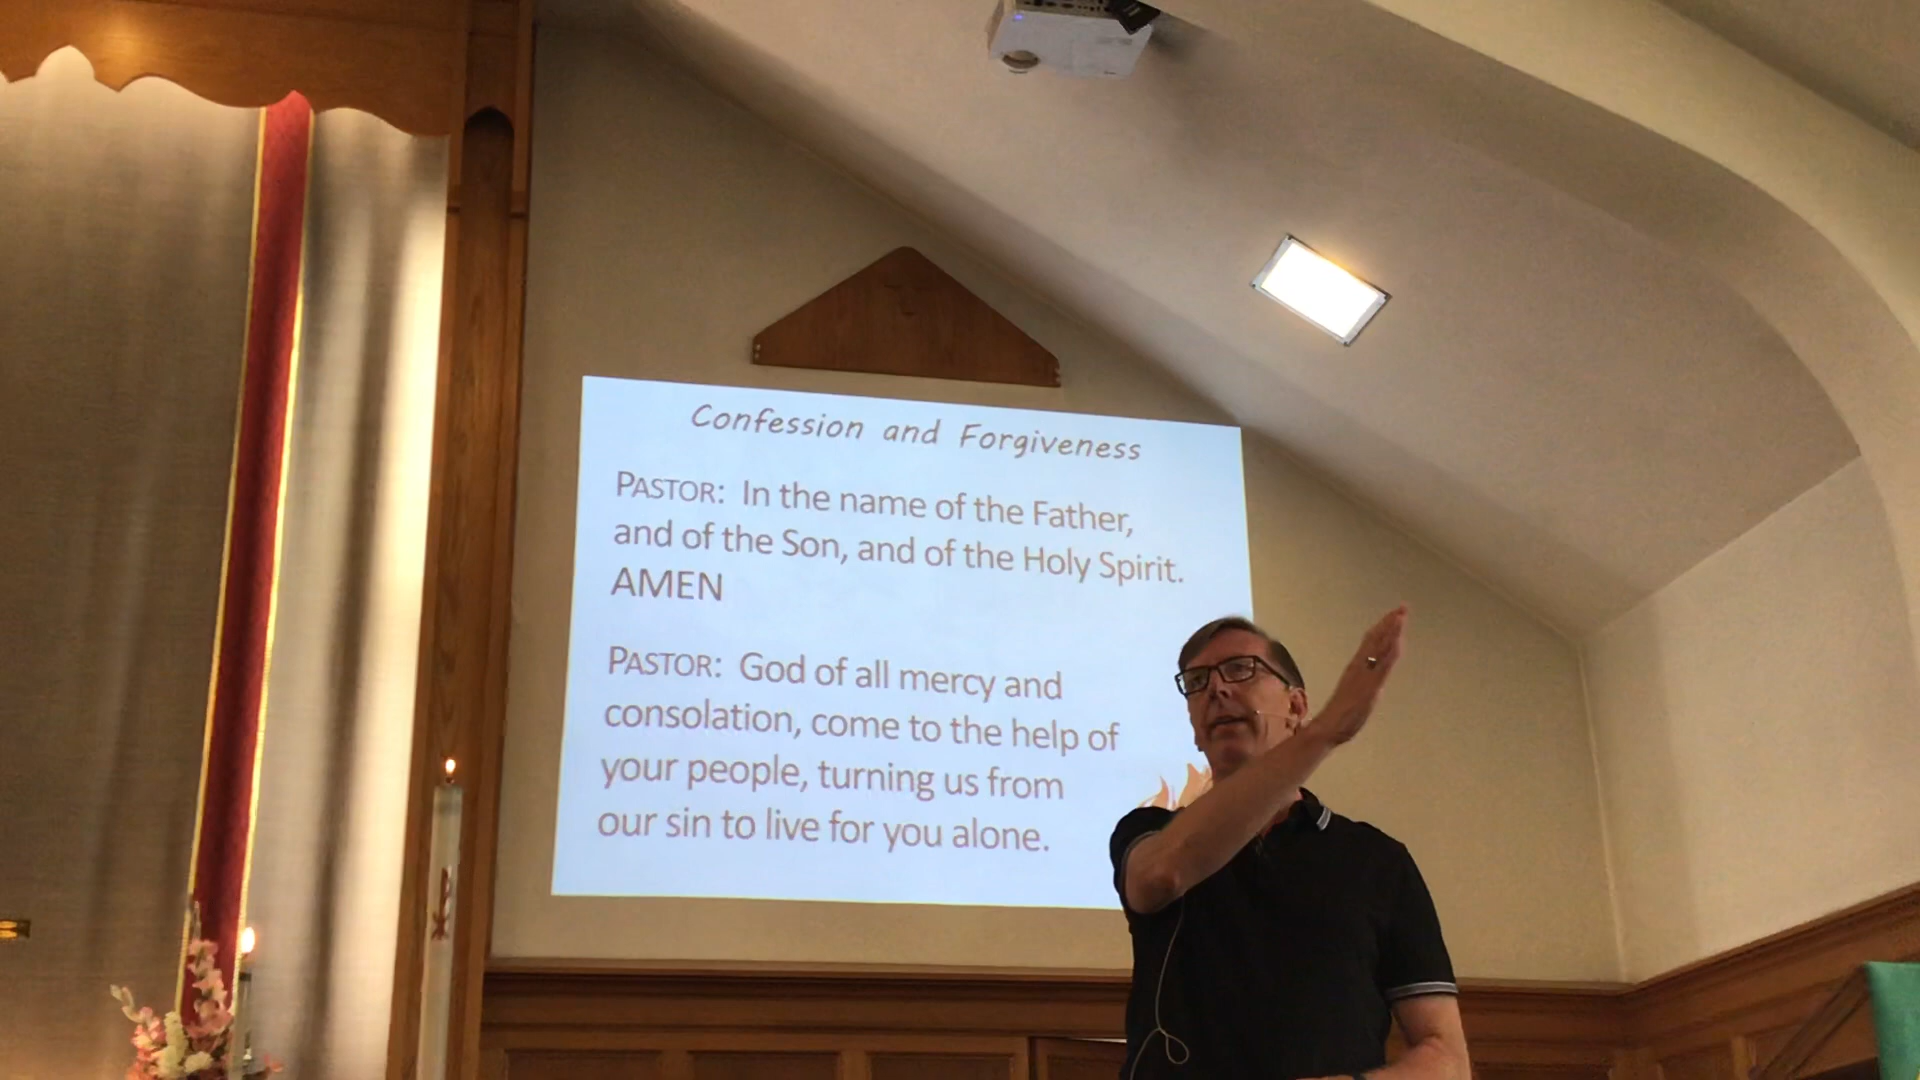 Confession and Forgiveness
PASTOR: In the name of the Father,
and of the Son, and of the Holy Spirit.
AMEN
PASTOR: God of all mercy and
consolation, come to the help of
your people, turning us from
our sin to live for you alone.